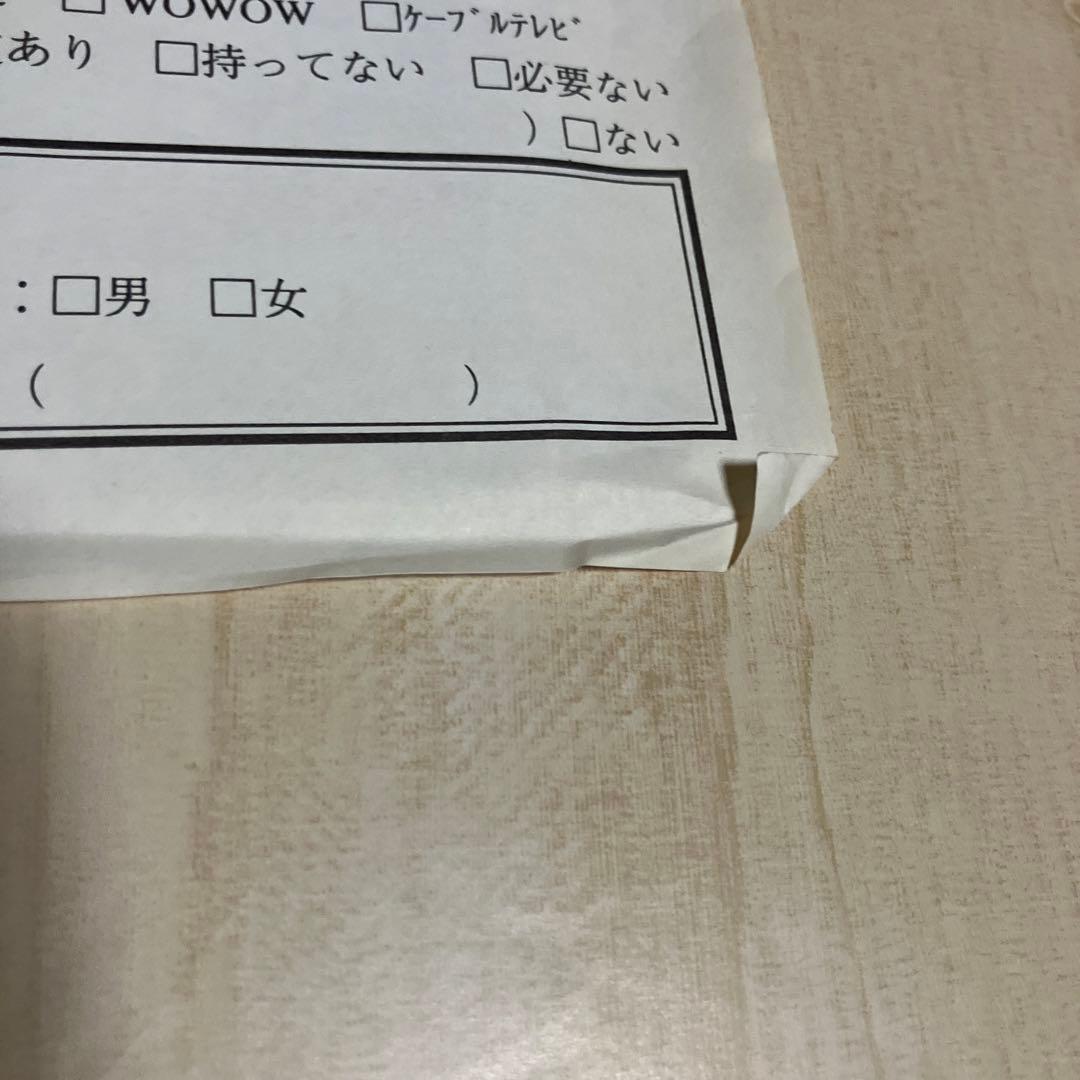 □WOWOW □ｹｰﾌﾞﾙﾃﾚﾋﾞ
あり □持ってない □必要ない
) □ない
：□男 □女
( )